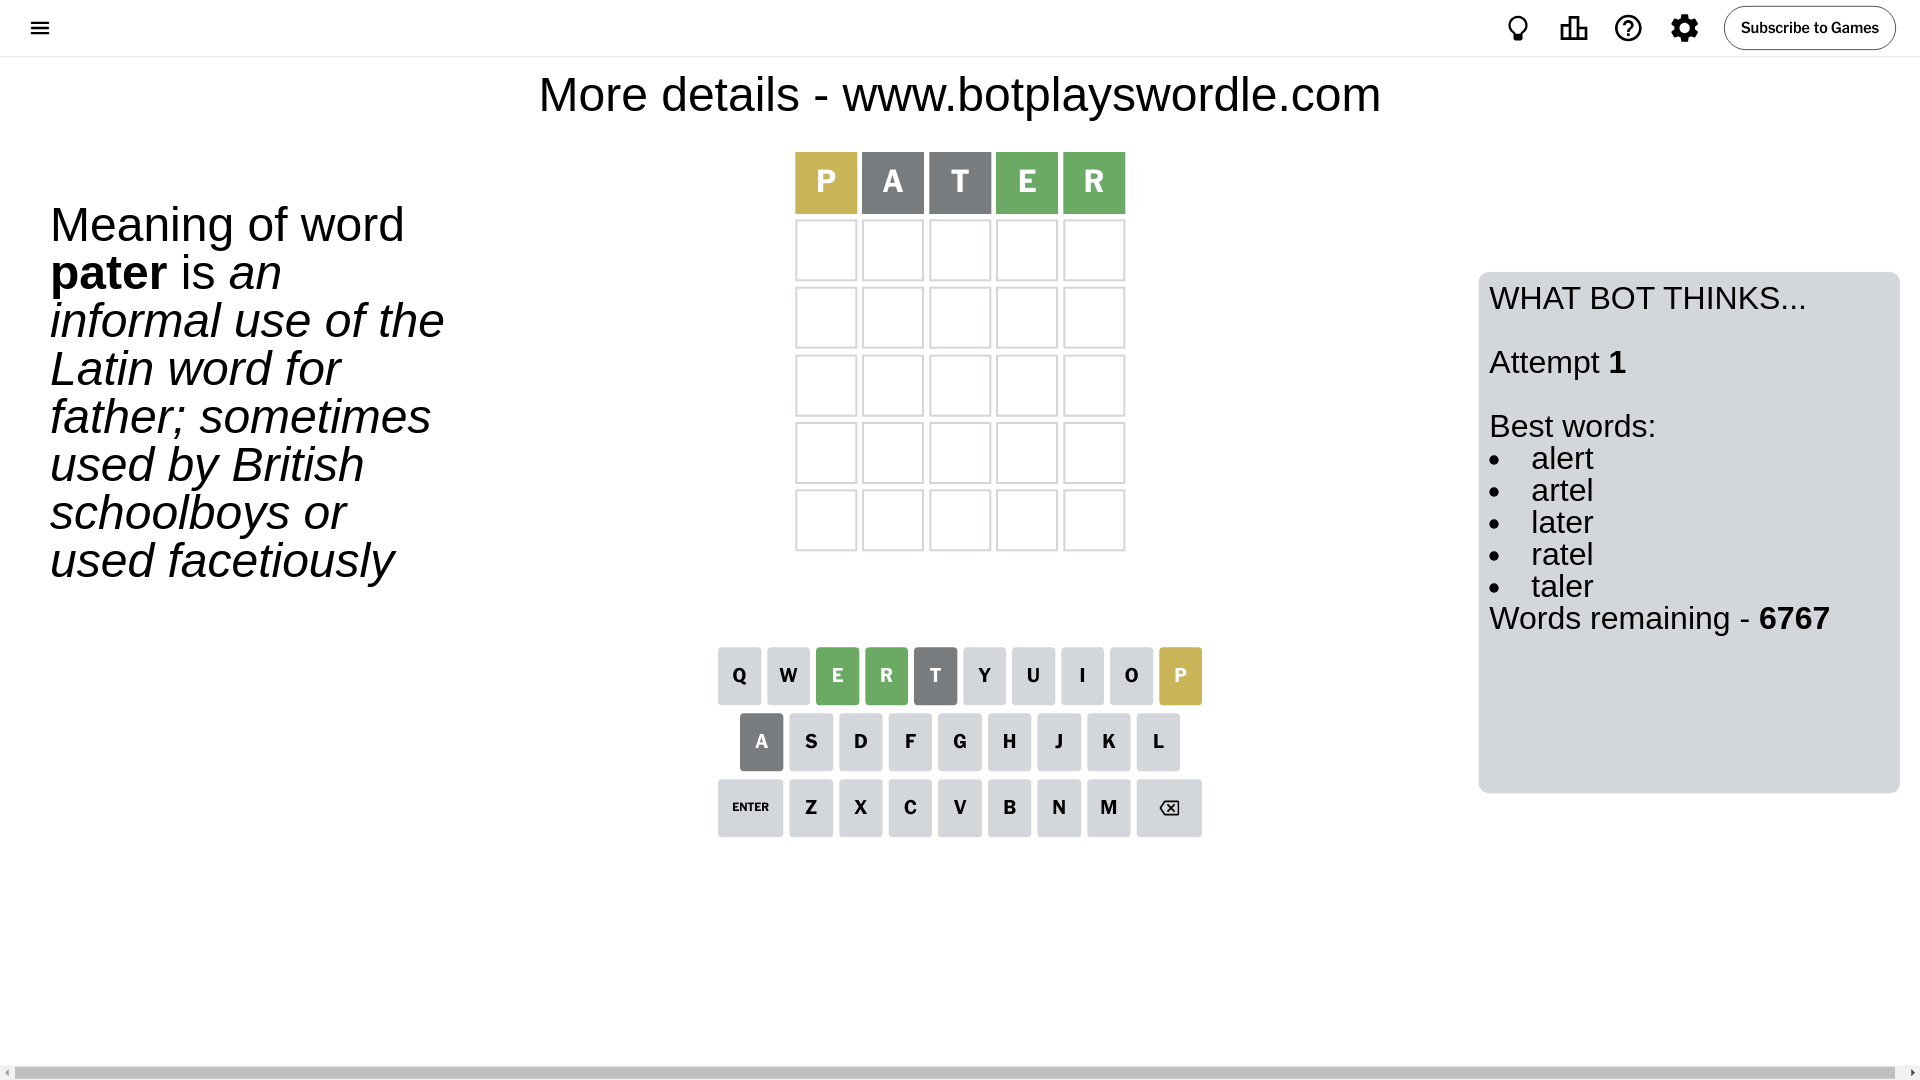 Subscribe to Games
More details - www.botplayswordle.com
P A T E R
Meaning of word
pater is an
informal use of the
Latin word for
father; sometimes
used by British
schoolboys or
used facetiously
WHAT BOT THINKS...
Attempt 1
Best words:
• alert
• artel
• later
• ratel
• taler
Words remaining - 6767
Q W E R T Y U I O P
A S D F G H J K L
ENTER Z X C V B N M